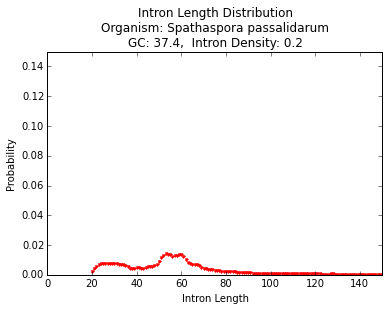 Intron Length Distribution
Organism: Spathaspora passalidarum
GC: 37.4,  Intron Density: 0.2
0.14
0.12
0.10
0.08
0.06
0.04
0.02
0.00
Probability
0 20 40 60 80 100 120 140
Intron Length